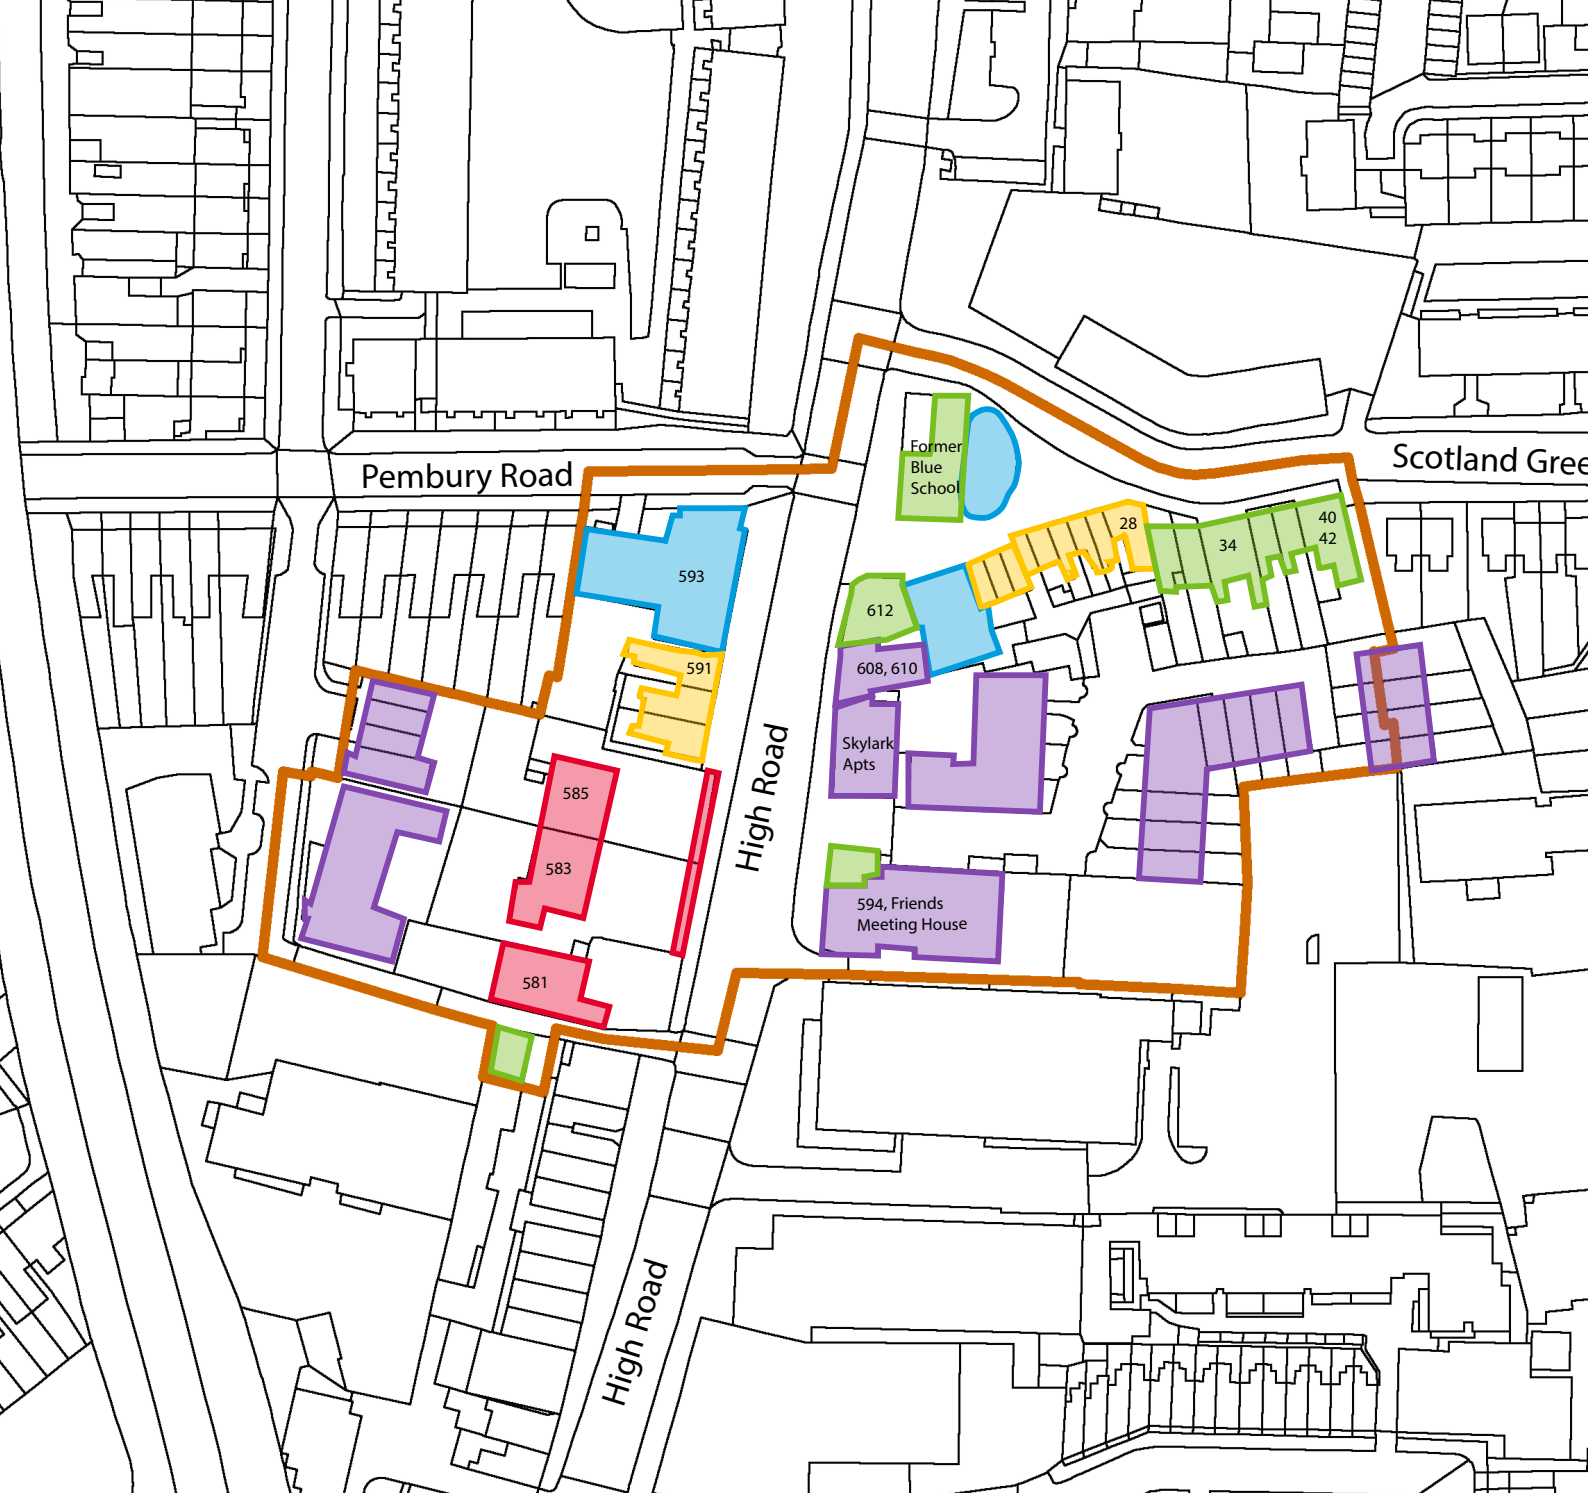 Pembury Road
Scotland Gree
Former
Blue
School
28
40
42
34
593
612
591
608, 610
Skylark
Apts
585
583
High Road
594, Friends
Meeting House
581
High Road